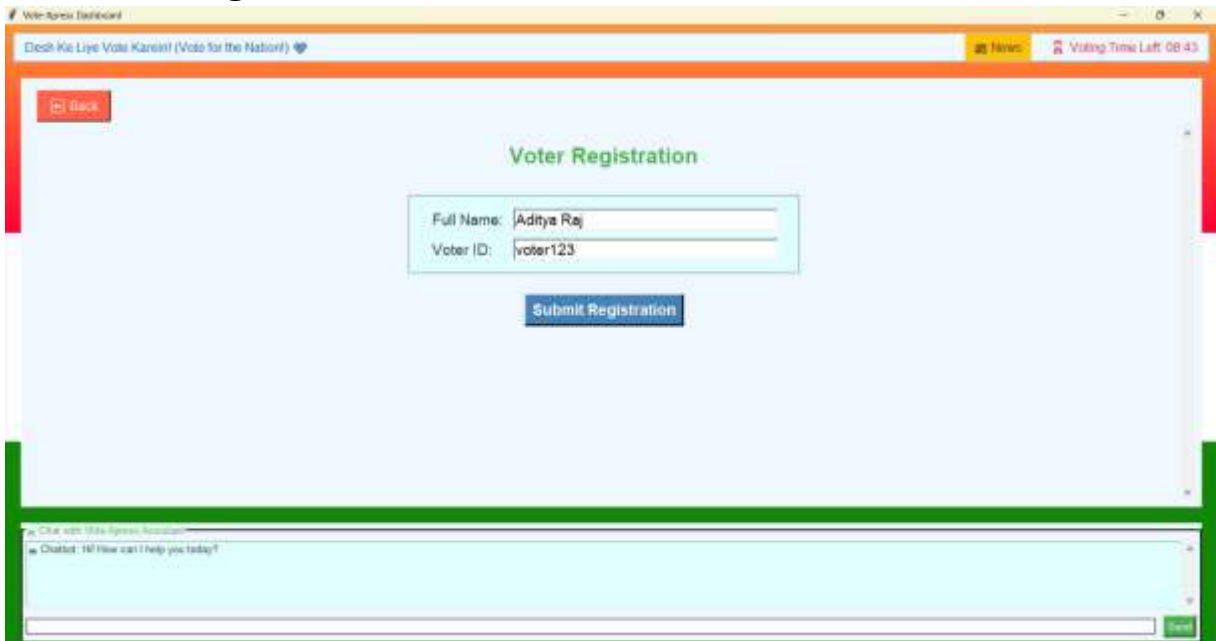 Vote-Xpress Dashboard
Desh Ke Liye Vote Karein! (Vote for the Nation!)
News
Voting Time Left: 08:43
Back
Voter Registration
Full Name: Aditya Raj
Voter ID: voter123
Submit Registration
Chat with Vote-Xpress Assistant
Chatbot: Hi! How can I help you today?
Send